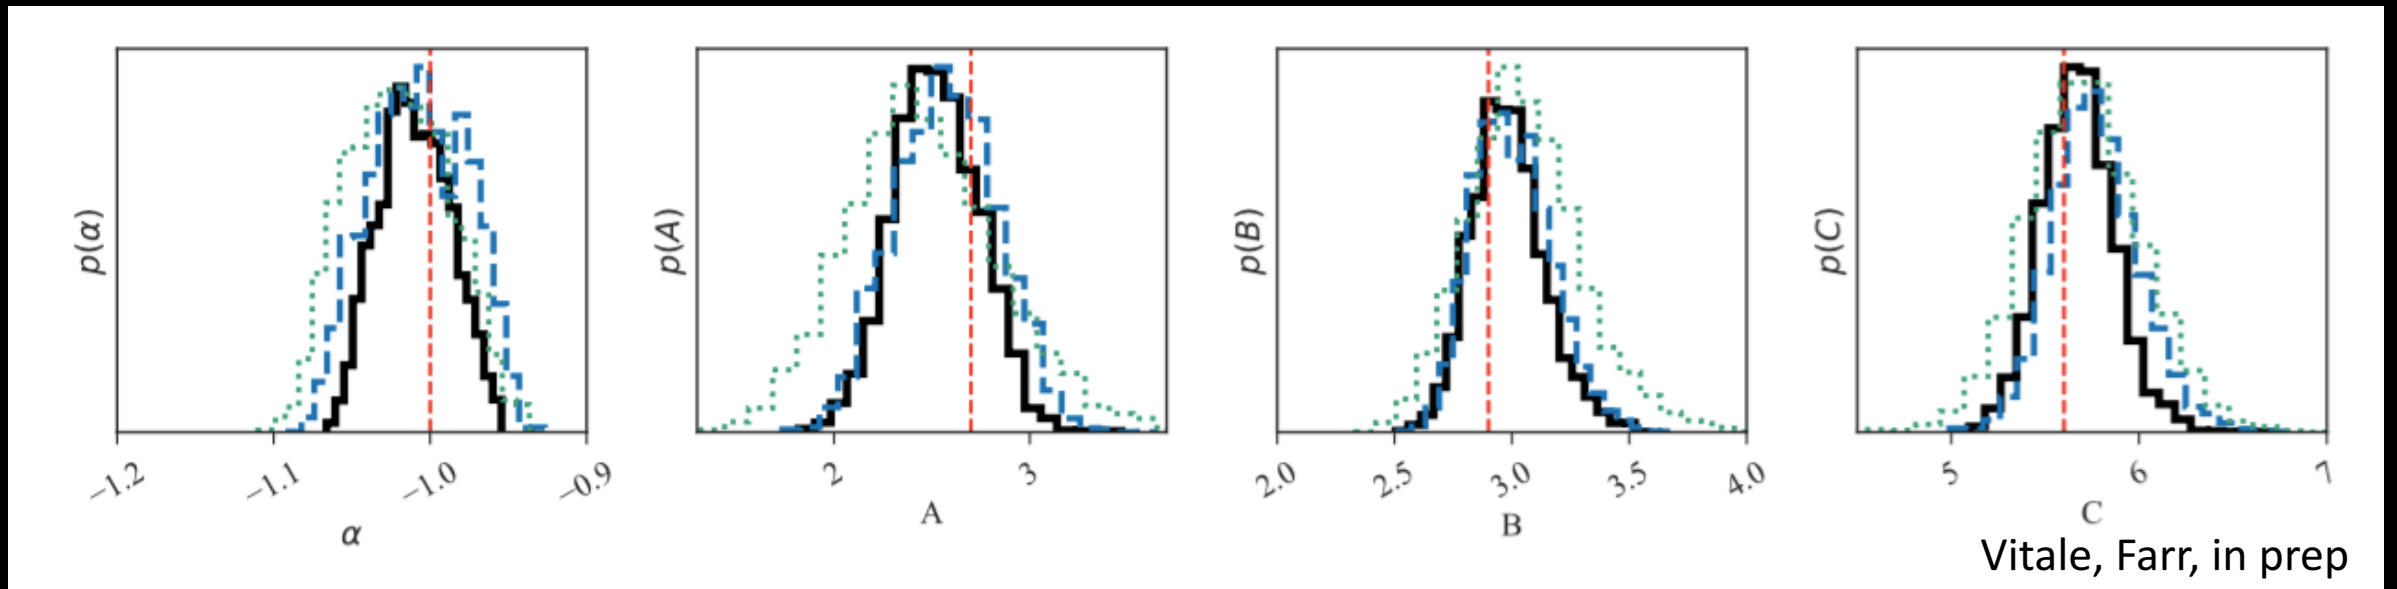 p(α)
−1.2 −1.1 −1.0 −0.9
α
p(A)
2 3
A
p(B)
2.0 2.5 3.0 3.5 4.0
B
p(C)
5 6 7
C
Vitale, Farr, in prep